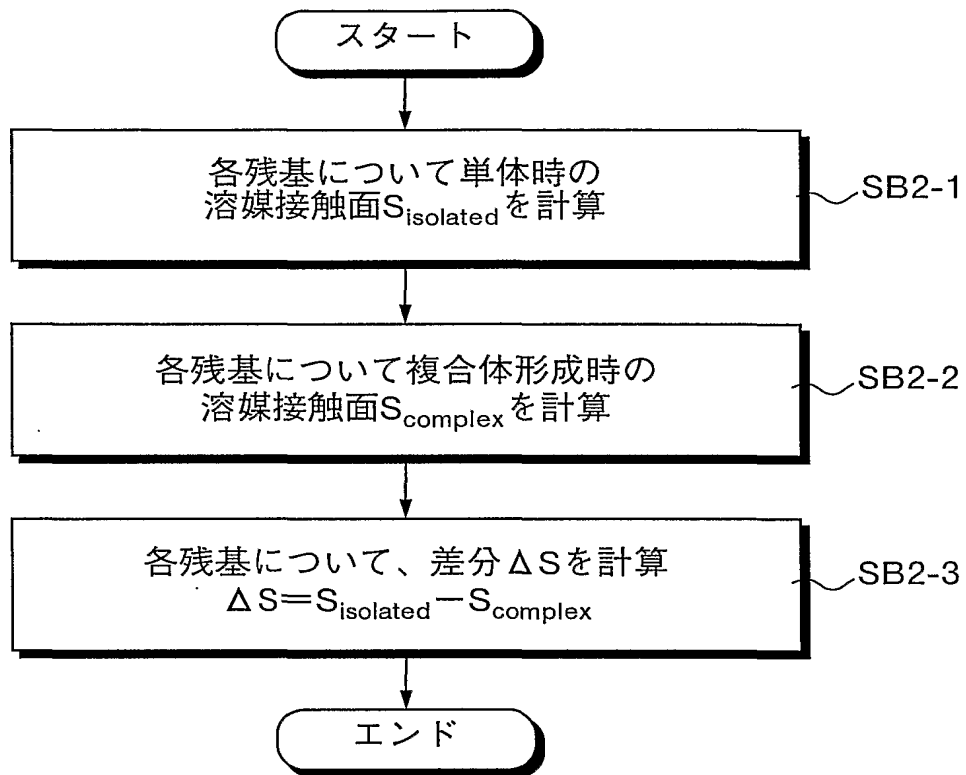 スタート
各残基について単体時の
溶媒接触面S_isolatedを計算
SB2-1
各残基について複合体形成時の
溶媒接触面S_complexを計算
SB2-2
各残基について、差分ΔSを計算
ΔS=S_isolated-S_complex
SB2-3
エンド